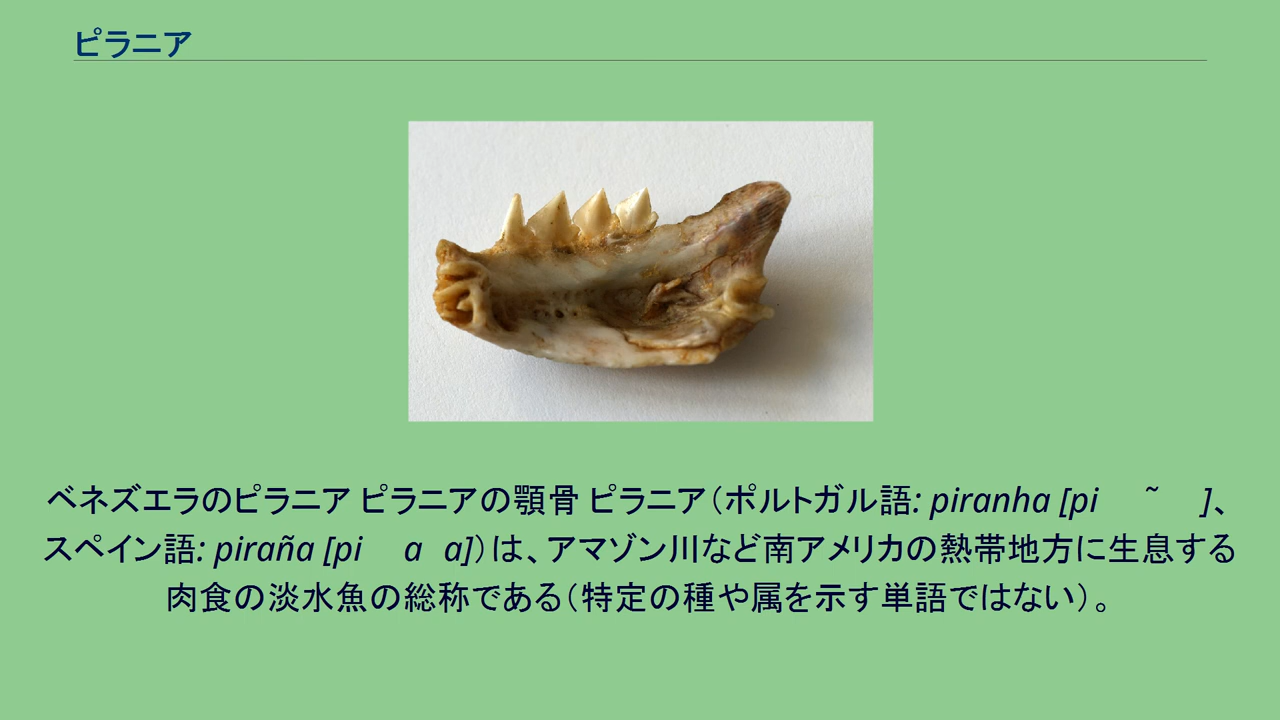 ピラニア
ベネズエラのピラニア ピラニアの顎骨 ピラニア（ポルトガル語: piranha [pi ˜ ]、
スペイン語: piraña [pi a a]）は、アマゾン川など南アメリカの熱帯地方に生息する
肉食の淡水魚の総称である（特定の種や属を示す単語ではない）。